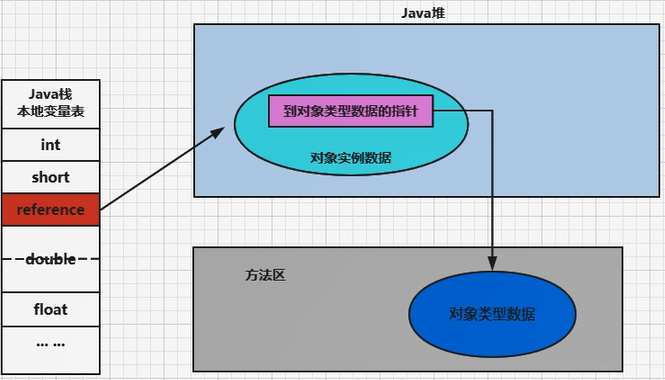 Java堆
Java栈
本地变量表
int
short
reference
double
float
... ...
到对象类型数据的指针
对象实例数据
方法区
对象类型数据